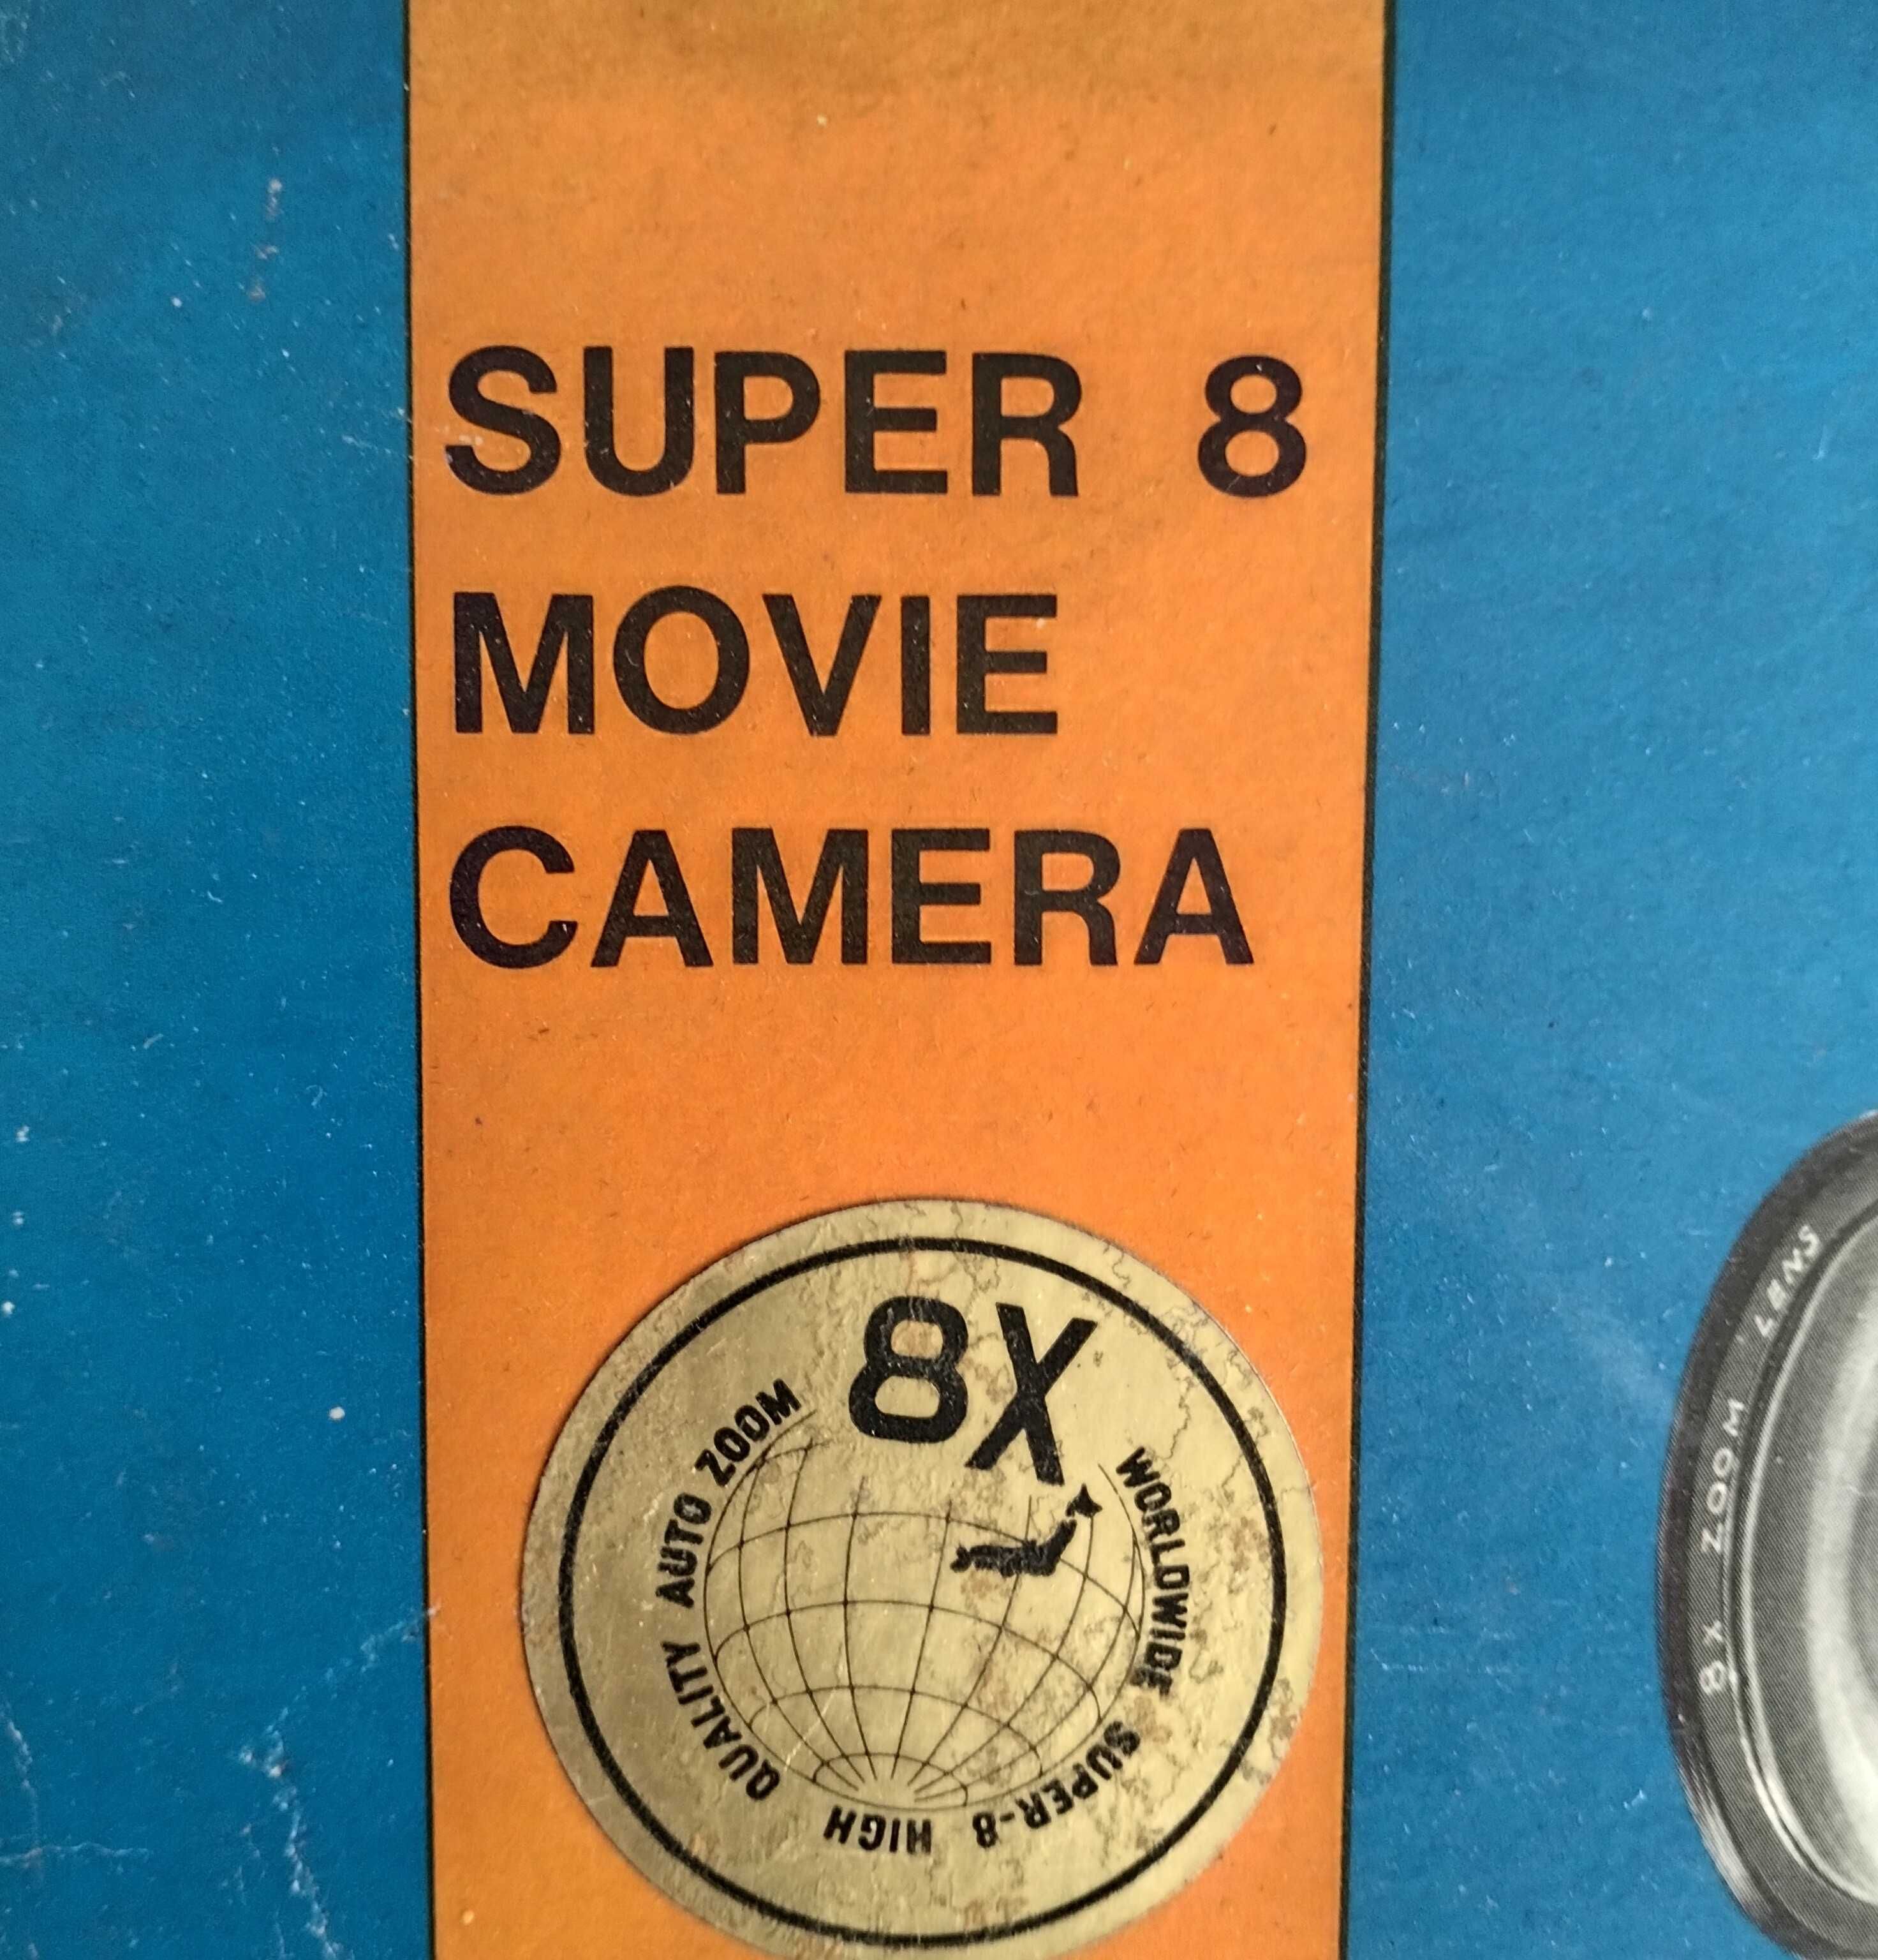 SUPER 8
MOVIE
CAMERA
8X
WORLDWIDE SUPER-8 HIGH QUALITY AUTO ZOOM
8X ZOOM LENS